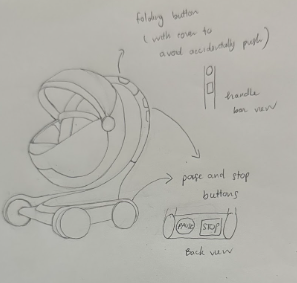 folding button
(with cover to
avoid accidentally push)
handle
bar view
pause and stop
buttons
PAUSE
STOP
Back view